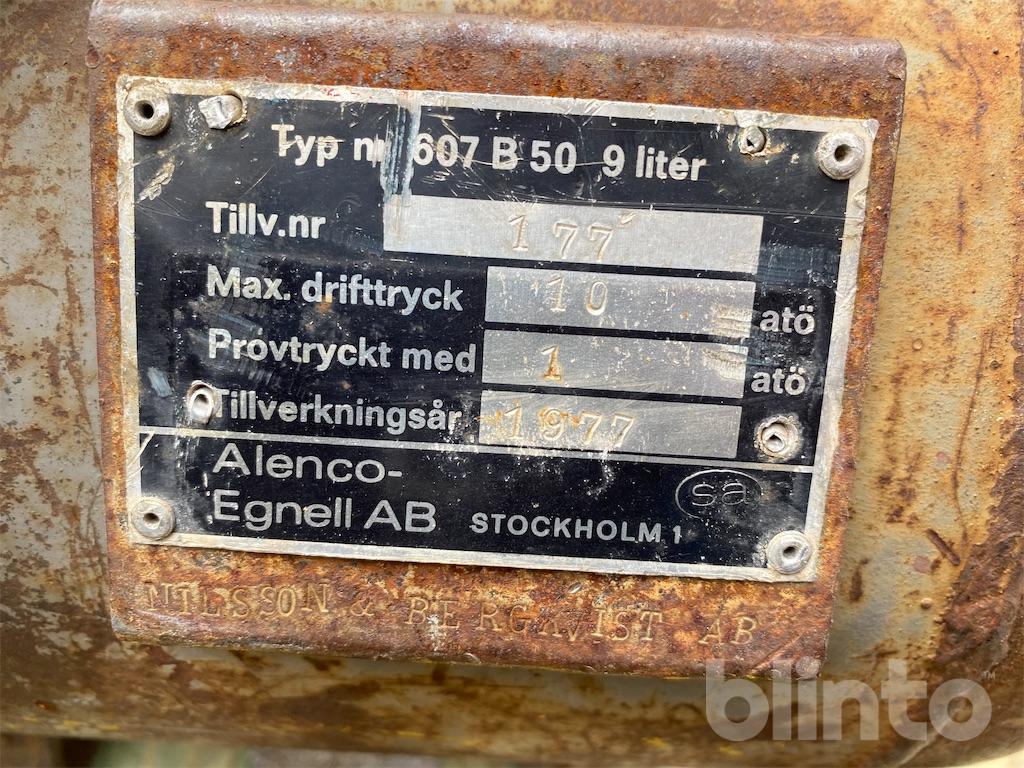 Typ nr 607 B 50 9 liter
Tillv.nr 177
Max. drifttryck 10 atö
Provtryckt med 1 atö
Tillverkningsår 1977
Alenco-
Egnell AB STOCKHOLM 1
sa
NILSSON & BERGKVIST AB
blinto